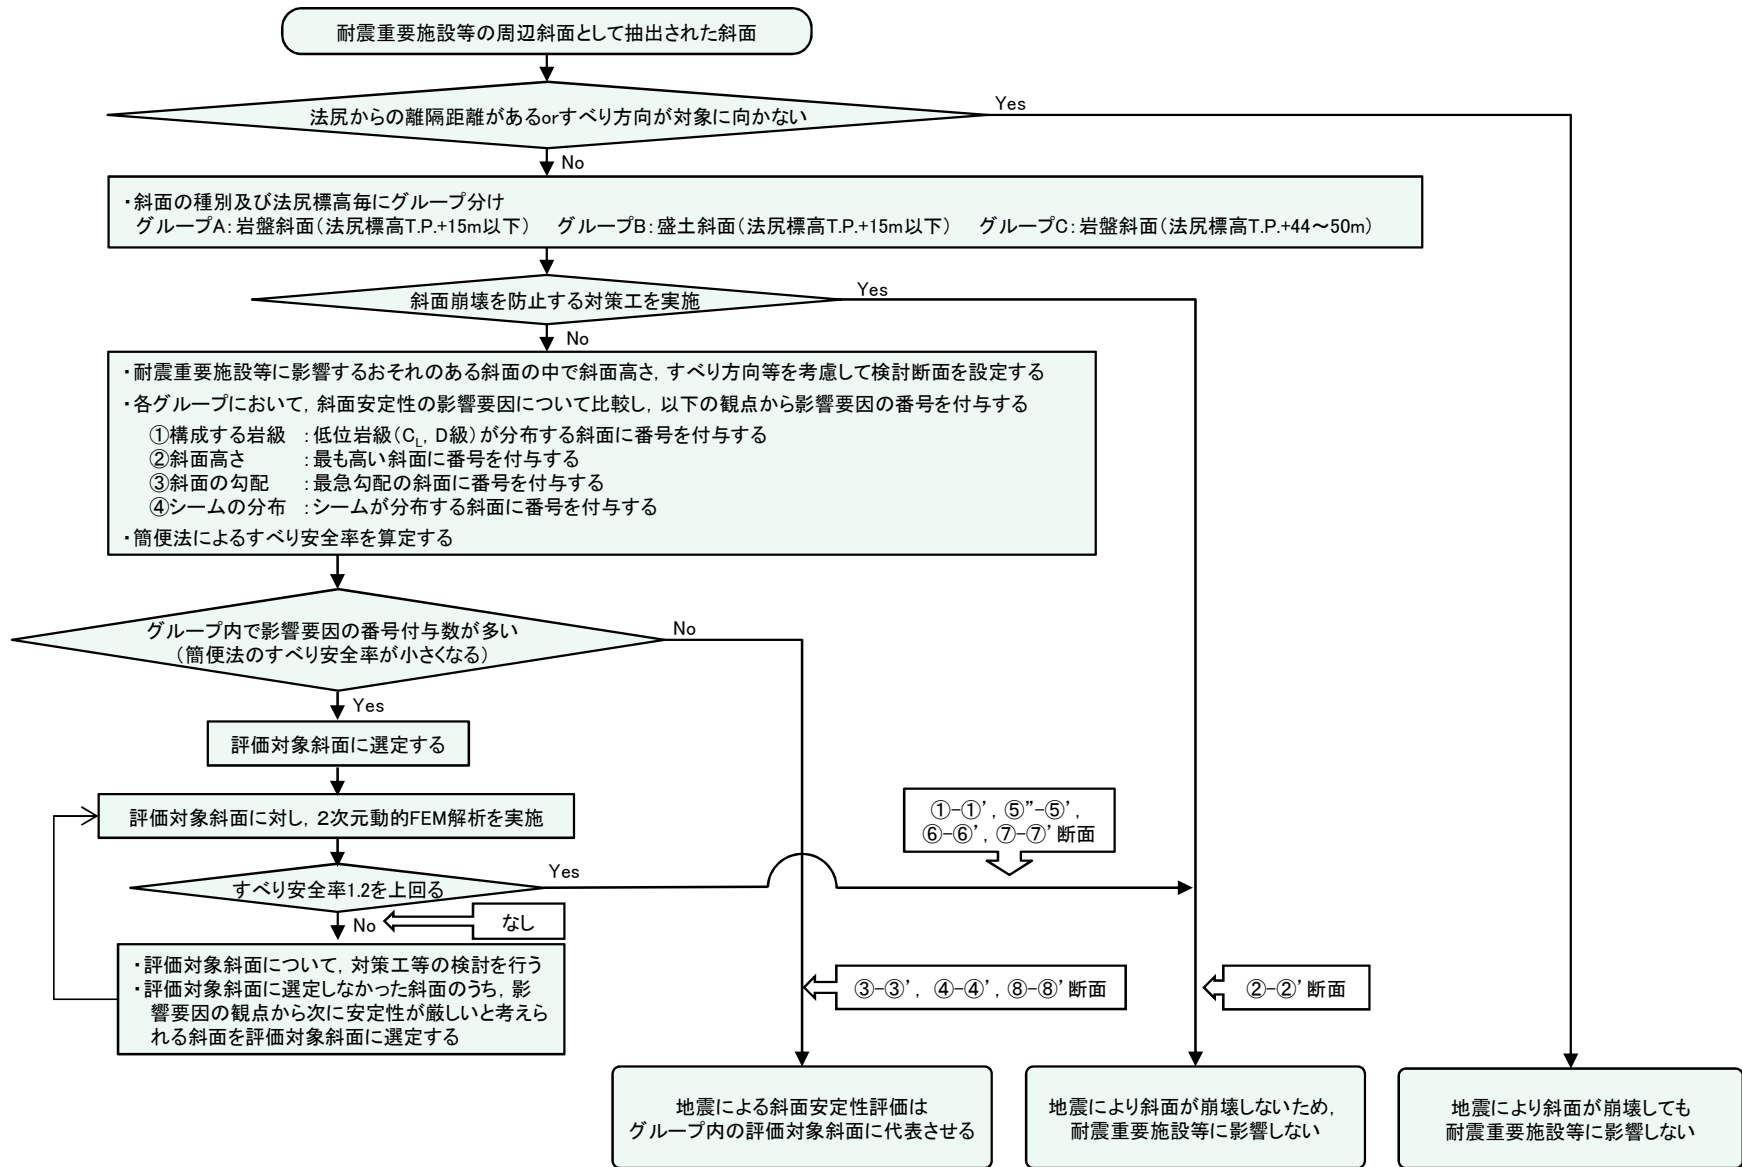 耐震重要施設等の周辺斜面として抽出された斜面
法尻からの離隔距離があるorすべり方向が対象に向かない
Yes
No
・斜面の種別及び法尻標高毎にグループ分け
グループA：岩盤斜面（法尻標高T.P.+15m以下）　グループB：盛土斜面（法尻標高T.P.+15m以下）　グループC：岩盤斜面（法尻標高T.P.+44～50m）
斜面崩壊を防止する対策工を実施
Yes
No
・耐震重要施設等に影響するおそれのある斜面の中で斜面高さ，すべり方向等を考慮して検討断面を設定する
・各グループにおいて，斜面安定性の影響要因について比較し，以下の観点から影響要因の番号を付与する
①構成する岩級　：低位岩級（CL，D級）が分布する斜面に番号を付与する
②斜面高さ　：最も高い斜面に番号を付与する
③斜面の勾配　：最急勾配の斜面に番号を付与する
④シームの分布　：シームが分布する斜面に番号を付与する
・簡便法によるすべり安全率を算定する
グループ内で影響要因の番号付与数が多い
（簡便法のすべり安全率が小さくなる）
No
Yes
評価対象斜面に選定する
評価対象斜面に対し，2次元動的FEM解析を実施
①-①’，⑤”-⑤’，
⑥-⑥’，⑦-⑦’断面
すべり安全率1.2を上回る
Yes
No
なし
・評価対象斜面について，対策工等の検討を行う
・評価対象斜面に選定しなかった斜面のうち，影
響要因の観点から次に安定性が厳しいと考えら
れる斜面を評価対象斜面に選定する
③-③’，④-④’，⑧-⑧’断面
②-②’断面
地震による斜面安定性評価は
グループ内の評価対象斜面に代表させる
地震により斜面が崩壊しないため，
耐震重要施設等に影響しない
地震により斜面が崩壊しても
耐震重要施設等に影響しない